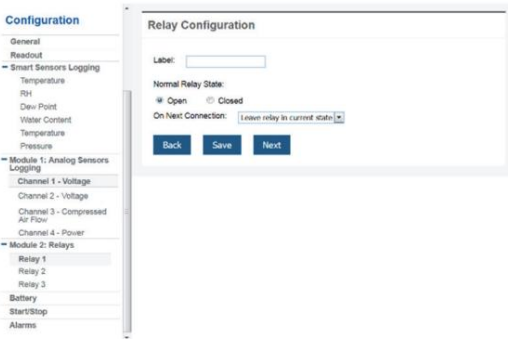 Configuration
General
Readout
Smart Sensors Logging
Temperature
RH
Dew Point
Water Content
Temperature
Pressure
Module 1: Analog Sensors
Logging
Channel 1 - Voltage
Channel 2 - Voltage
Channel 3 - Compressed
Air Flow
Channel 4 - Power
Module 2: Relays
Relay 1
Relay 2
Relay 3
Battery
Start/Stop
Alarms
Relay Configuration
Label:
Normal Relay State:
Open Closed
On Next Connection: Leave relay in current state
Back Save Next